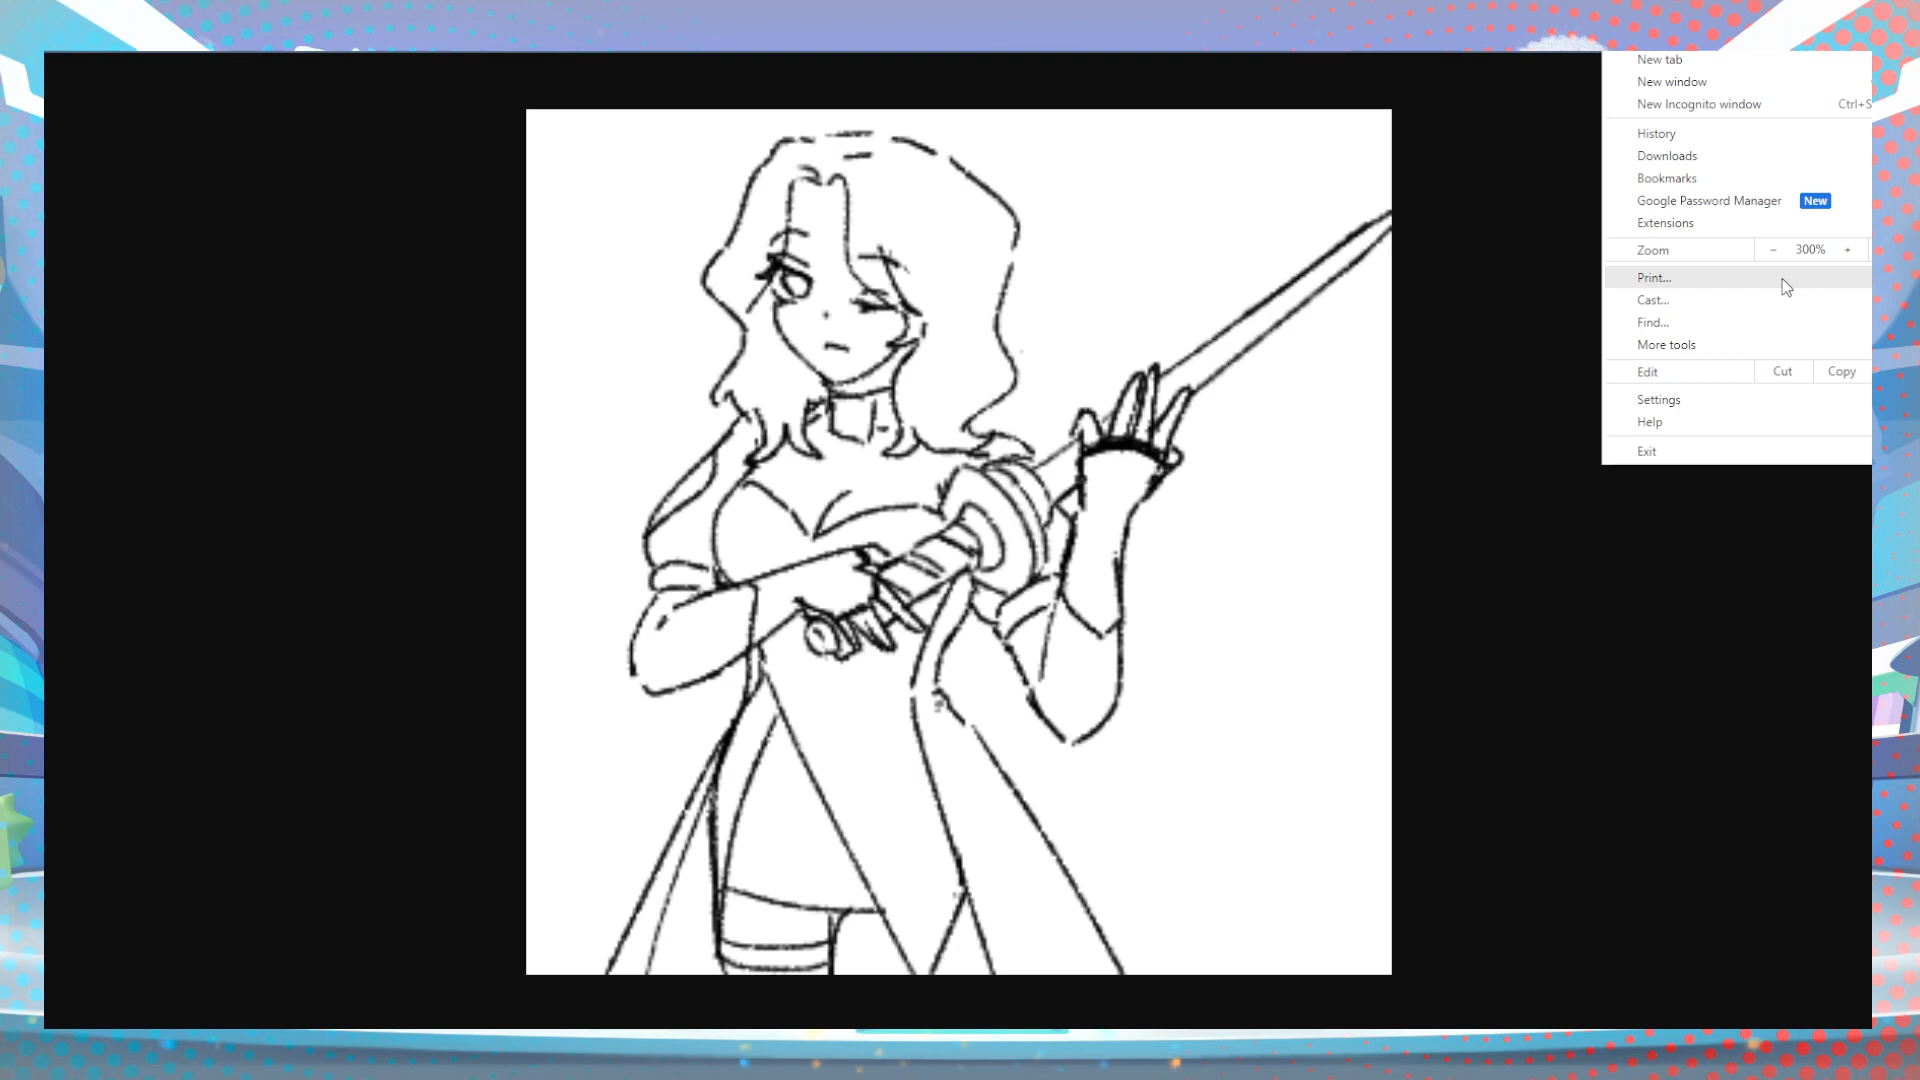 New tab
New window
New Incognito window Ctrl+S
History
Downloads
Bookmarks
Google Password Manager New
Extensions
Zoom − 300% +
Print...
Cast...
Find...
More tools
Edit Cut Copy
Settings
Help
Exit